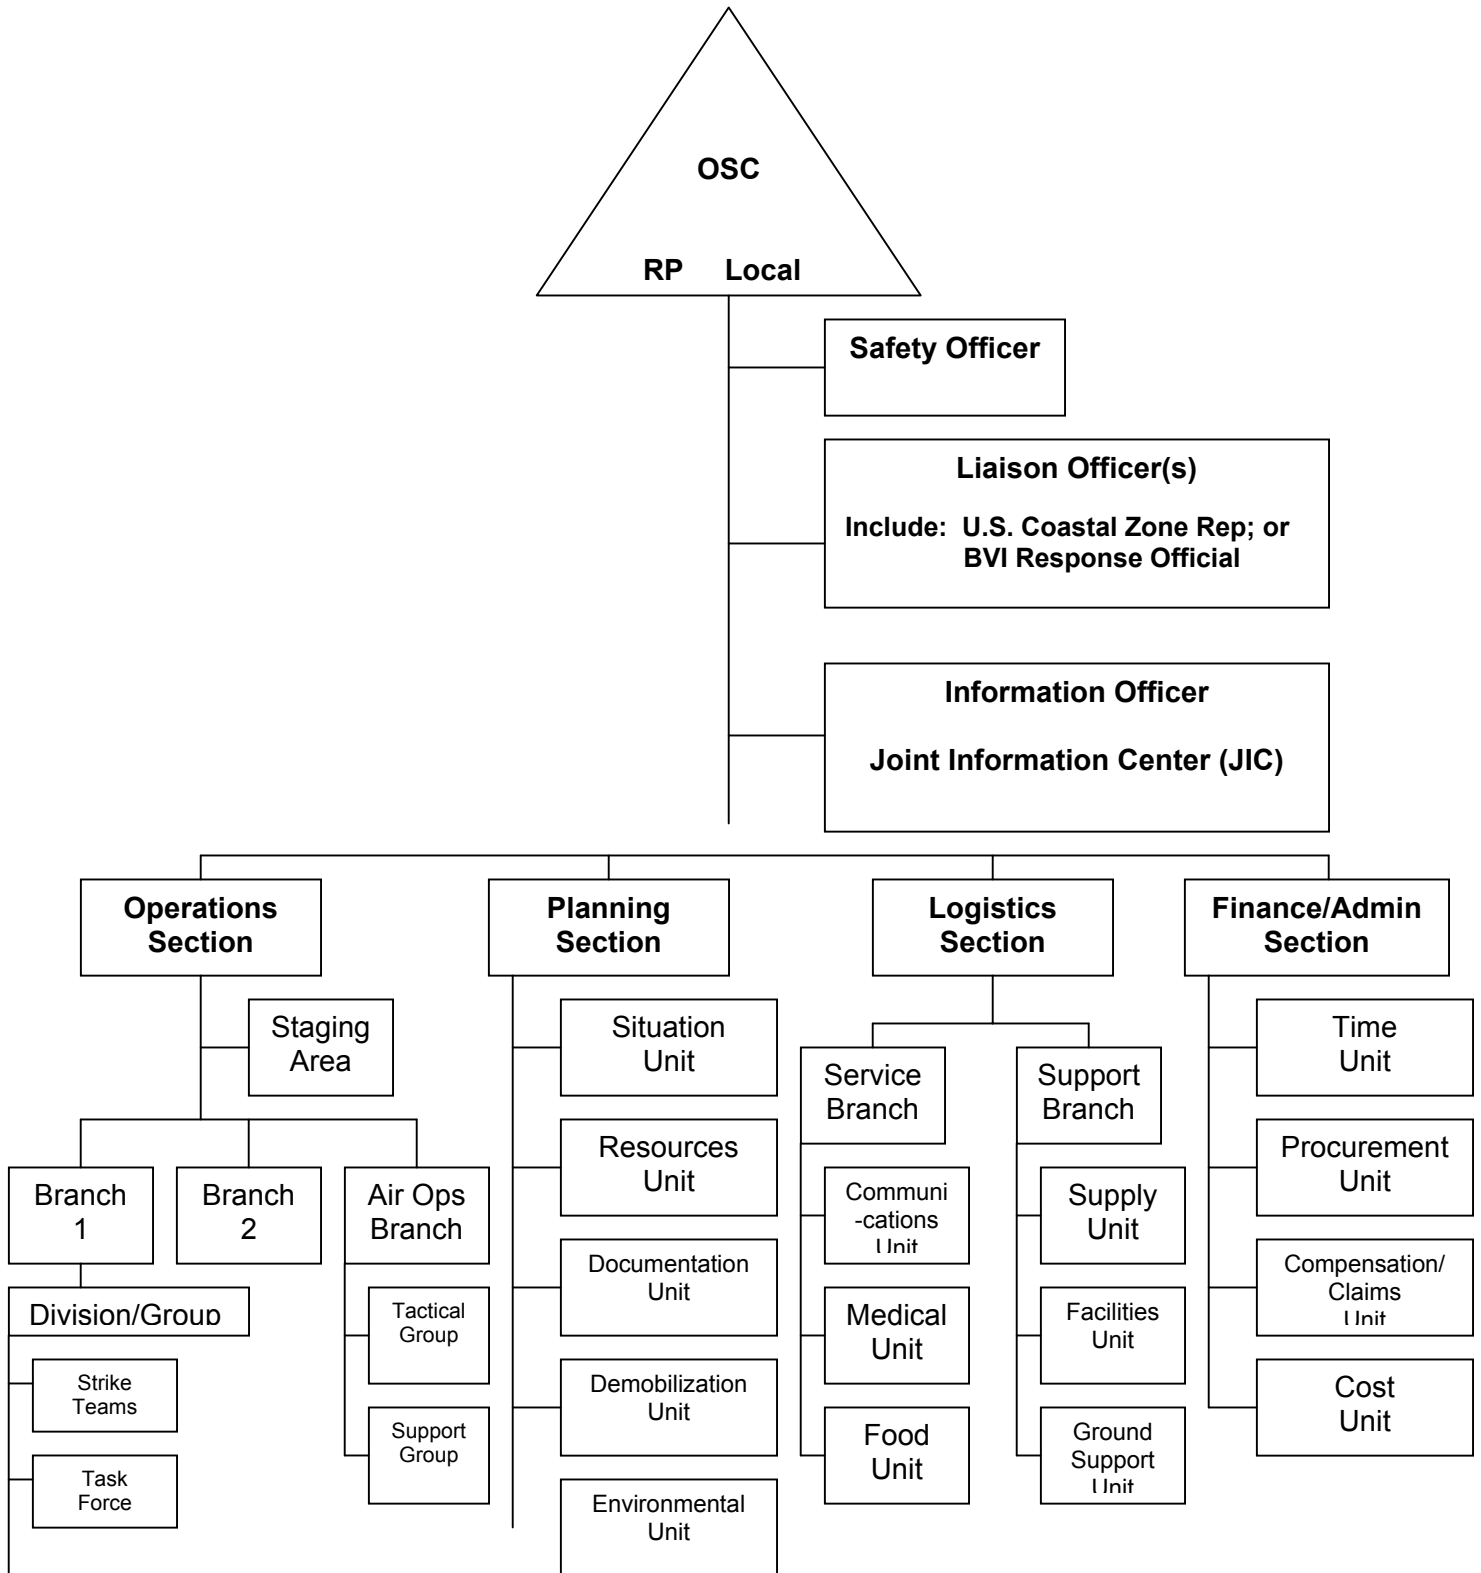 OSC
RP Local
Safety Officer
Liaison Officer(s)
Include: U.S. Coastal Zone Rep; or
BVI Response Official
Information Officer
Joint Information Center (JIC)
Operations
Section
Planning
Section
Logistics
Section
Finance/Admin
Section
Staging
Area
Branch
1
Branch
2
Air Ops
Branch
Division/Group
Strike
Teams
Task
Force
Tactical
Group
Support
Group
Situation
Unit
Resources
Unit
Documentation
Unit
Demobilization
Unit
Environmental
Unit
Service
Branch
Communi
-cations
Unit
Medical
Unit
Food
Unit
Support
Branch
Supply
Unit
Facilities
Unit
Ground
Support
Unit
Time
Unit
Procurement
Unit
Compensation/
Claims
Unit
Cost
Unit